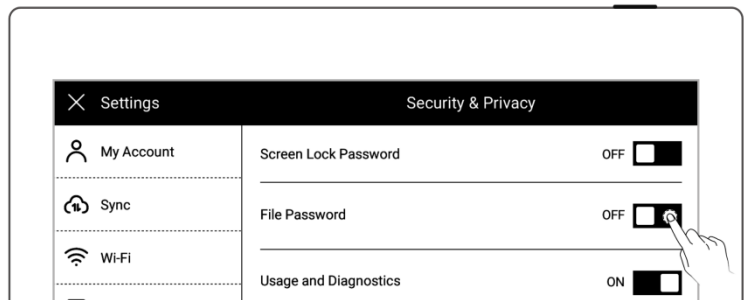 Settings
Security & Privacy
My Account
Screen Lock Password OFF
Sync
File Password OFF
Wi-Fi
Usage and Diagnostics ON